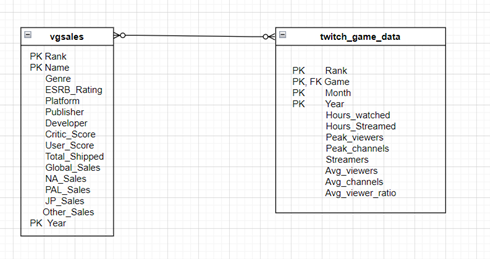 vgsales
PK Rank
PK Name
Genre
ESRB_Rating
Platform
Publisher
Developer
Critic_Score
User_Score
Total_Shipped
Global_Sales
NA_Sales
PAL_Sales
JP_Sales
Other_Sales
PK Year
twitch_game_data
PK Rank
PK, FK Game
PK Month
PK Year
Hours_watched
Hours_Streamed
Peak_viewers
Peak_channels
Streamers
Avg_viewers
Avg_channels
Avg_viewer_ratio